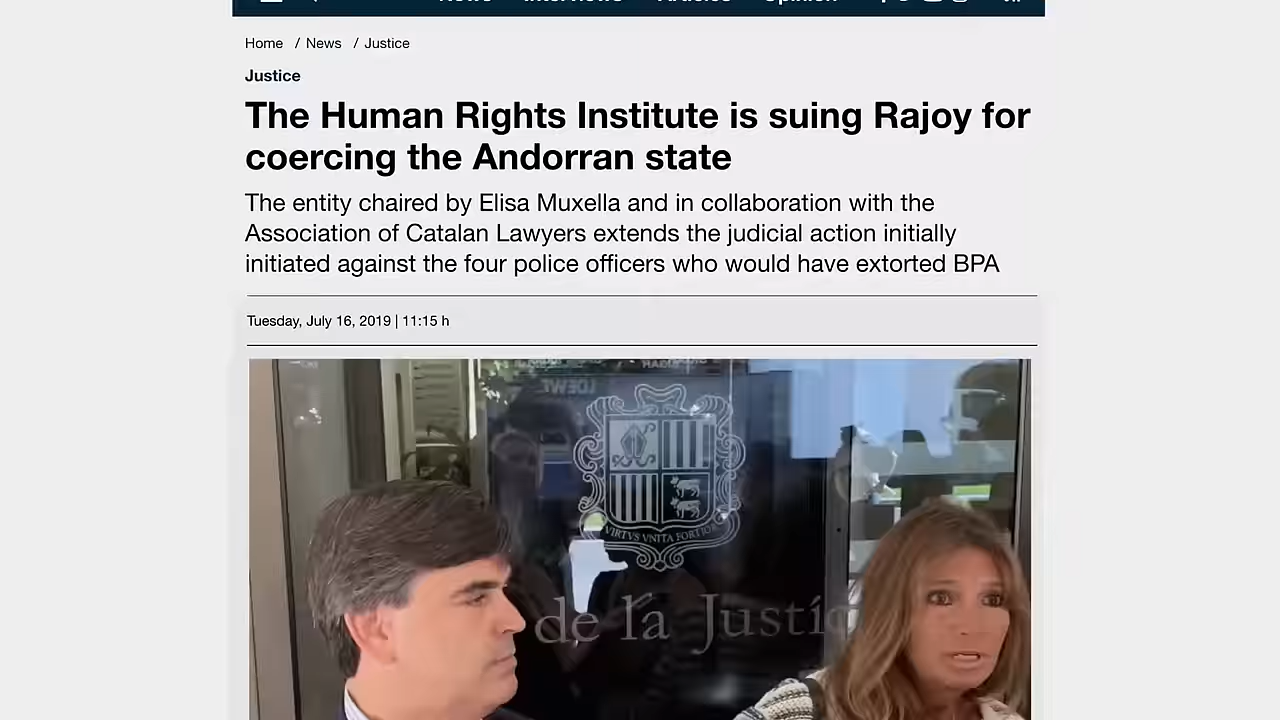 Home / News / Justice
Justice
The Human Rights Institute is suing Rajoy for
coercing the Andorran state
The entity chaired by Elisa Muxella and in collaboration with the
Association of Catalan Lawyers extends the judicial action initially
initiated against the four police officers who would have extorted BPA
Tuesday, July 16, 2019 | 11:15 h
VIRTVS VNITA FORTIOR
de la Justíc